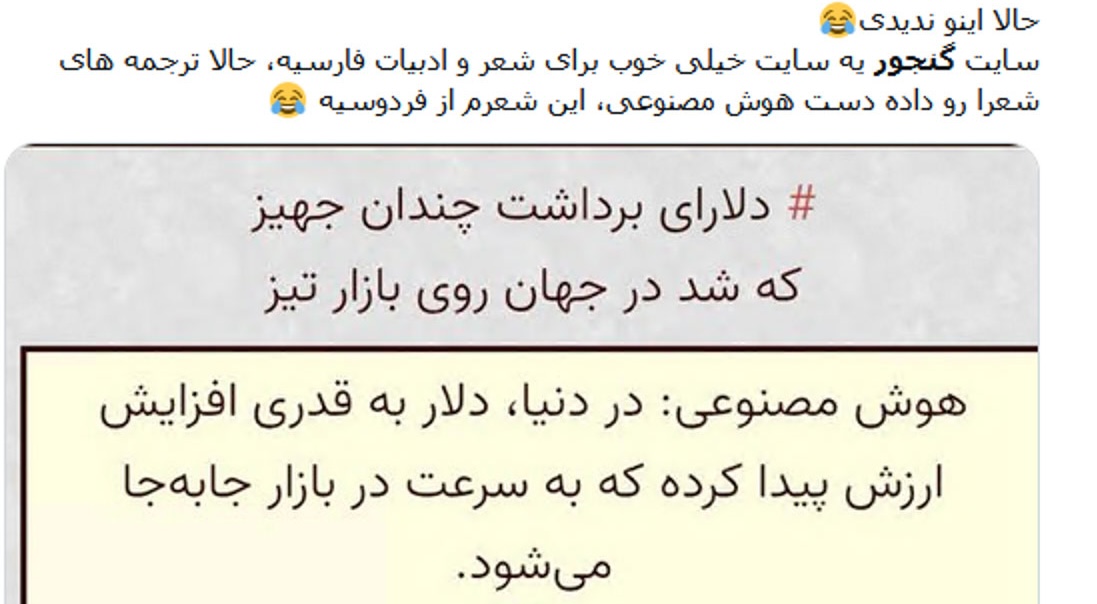 حالا اینو ندیدی😂
سایت گنجور یه سایت خیلی خوب برای شعر و ادبیات فارسیه، حالا ترجمه های
شعرا رو داده دست هوش مصنوعی، این شعرم از فردوسیه 😂
# دلارای برداشت چندان جهیز
که شد در جهان روی بازار تیز
هوش مصنوعی: در دنیا، دلار به قدری افزایش
ارزش پیدا کرده که به سرعت در بازار جابه‌جا
می‌شود.